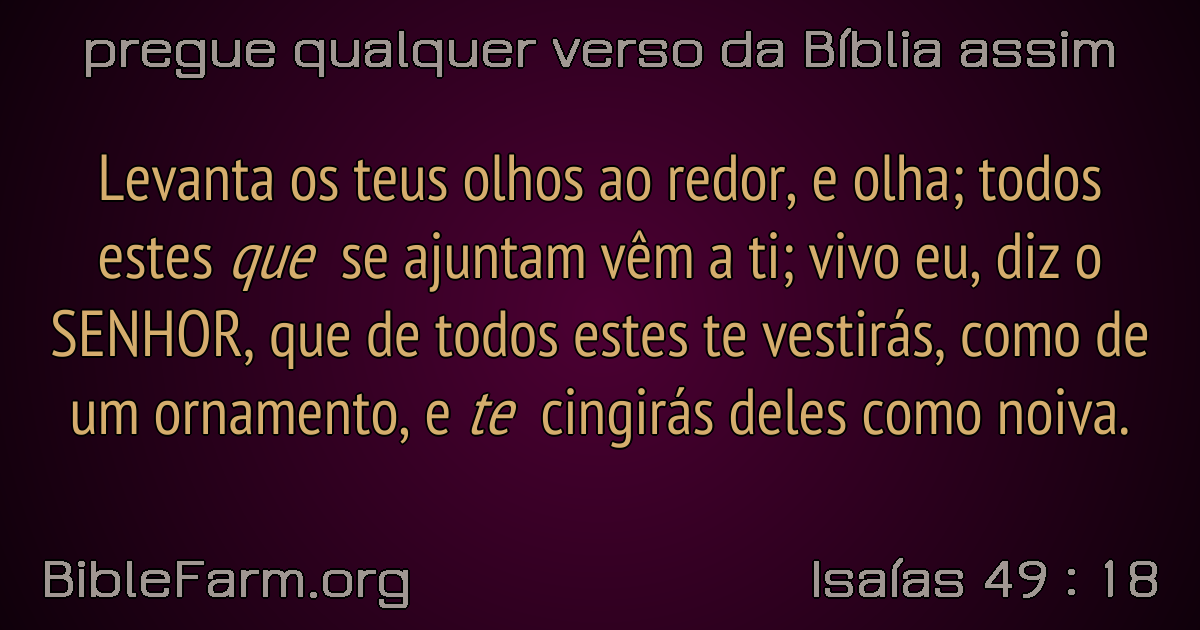 pregue qualquer verso da Bíblia assim
Levanta os teus olhos ao redor, e olha; todos
estes que se ajuntam vêm a ti; vivo eu, diz o
SENHOR, que de todos estes te vestirás, como de
um ornamento, e te cingirás deles como noiva.
BibleFarm.org
Isaías 49 : 18